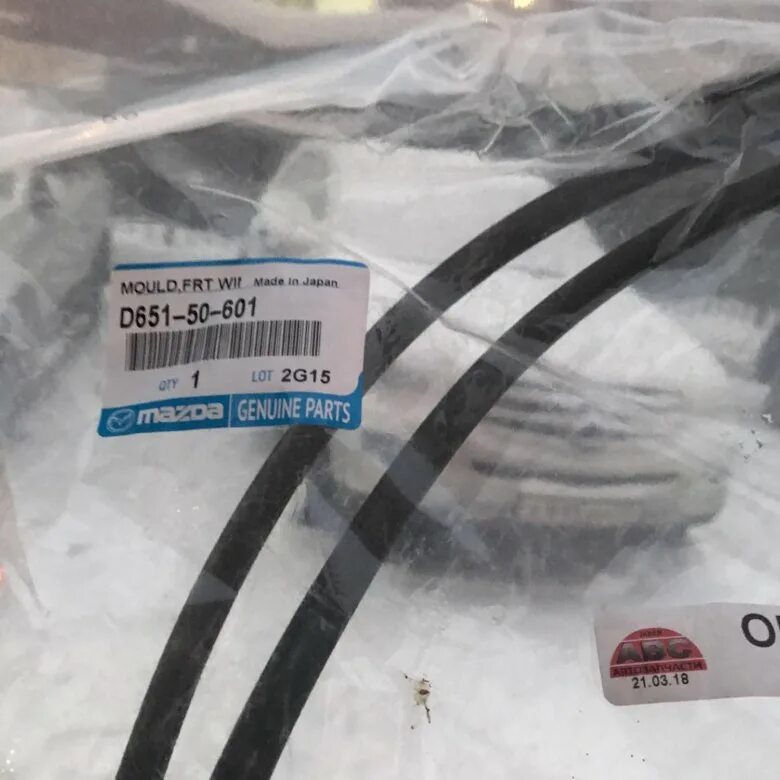 MOULD,FRT WI Made in Japan
D651-50-601
QTY 1 LOT 2G15
mazda GENUINE PARTS
ABC
АВТОЗАПЧАСТИ
21.03.18